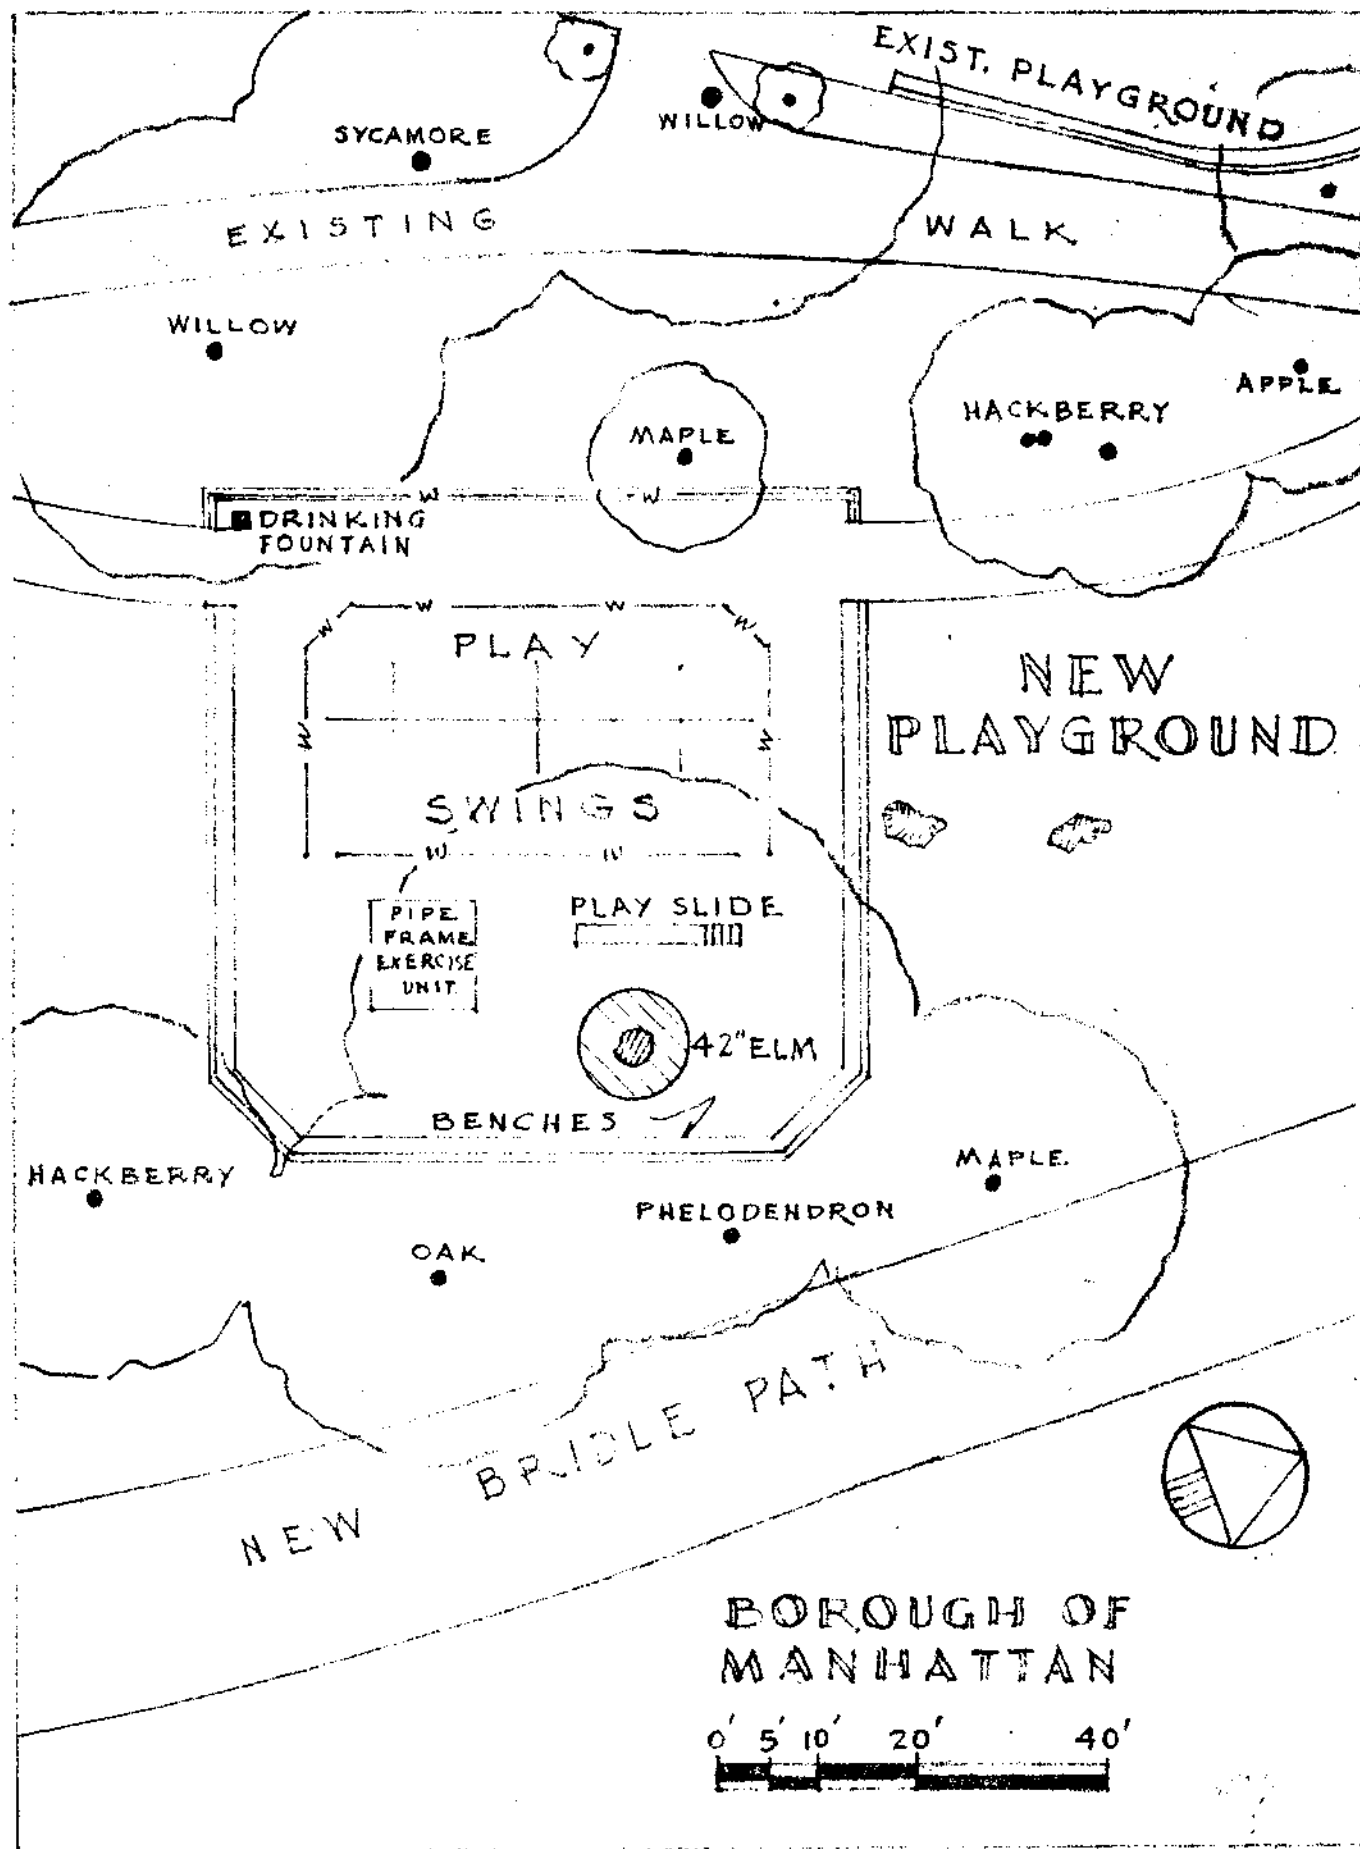 EXIST. PLAYGROUND
SYCAMORE
WILLOW
EXISTING WALK
WILLOW
APPLE
HACKBERRY
MAPLE
W W
DRINKING
FOUNTAIN
W W W W
PLAY
NEW
PLAYGROUND
W W
SWINGS
W W
PIPE
FRAME
EXERCISE
UNIT
PLAY SLIDE
42" ELM
BENCHES
HACKBERRY
MAPLE
PHELODENDRON
OAK
NEW BRIDLE PATH
BOROUGH OF
MANHATTAN
0' 5' 10' 20' 40'